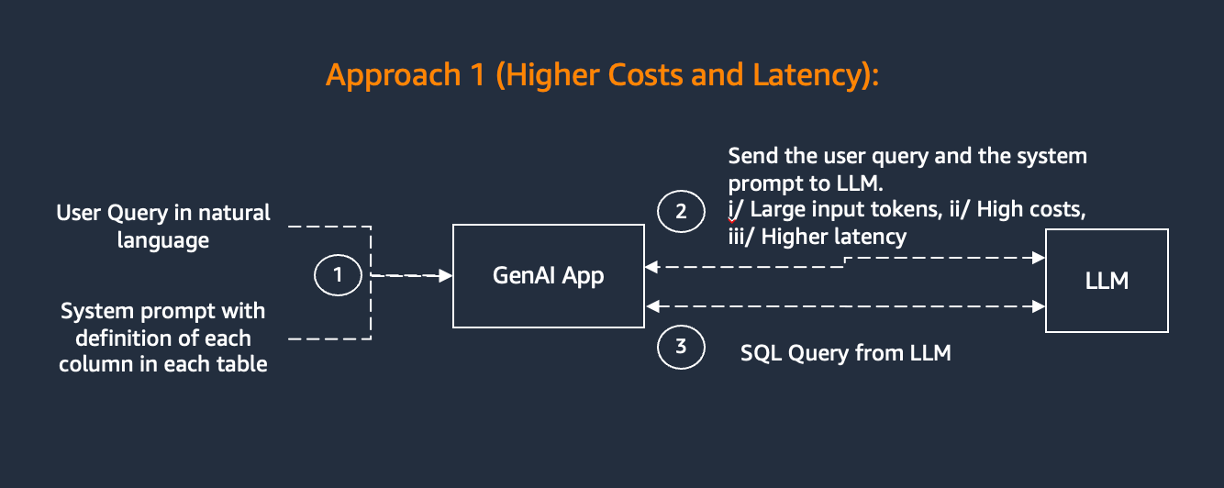 Approach 1 (Higher Costs and Latency):
User Query in natural
language
System prompt with
definition of each
column in each table
1
GenAI App
2
Send the user query and the system
prompt to LLM.
i/ Large input tokens, ii/ High costs,
iii/ Higher latency
LLM
3
SQL Query from LLM